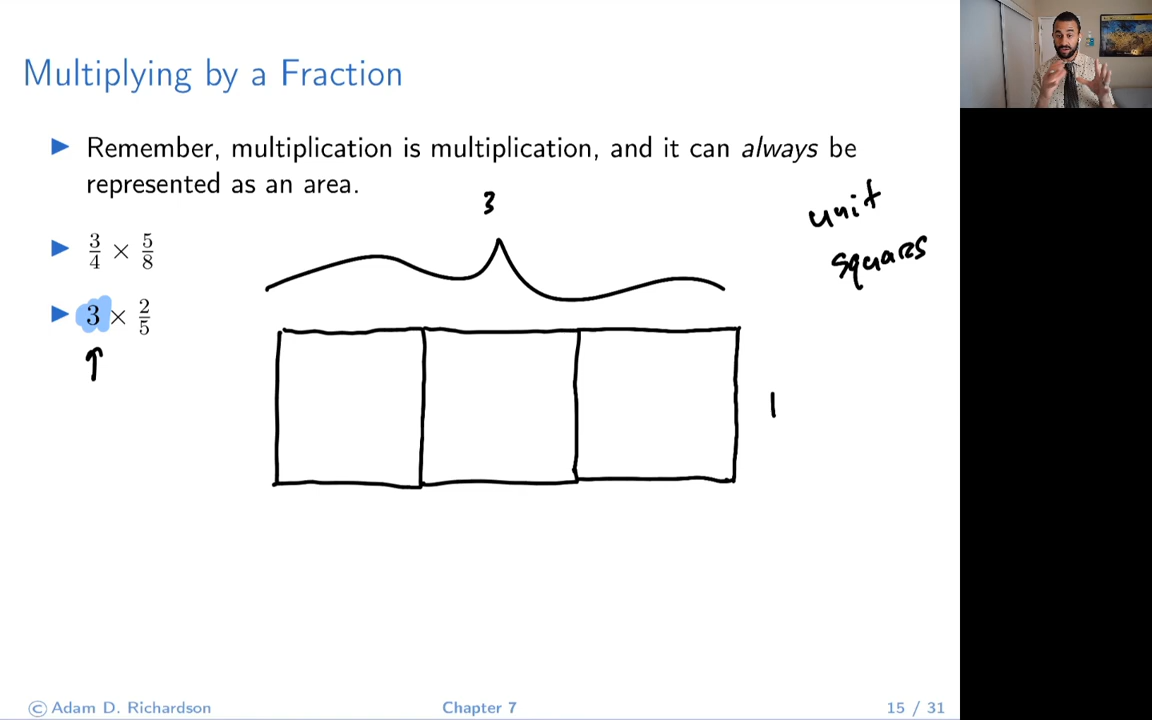 Multiplying by a Fraction
▶ Remember, multiplication is multiplication, and it can always be
represented as an area.
▶ 3/4 × 5/8
▶ 3 × 2/5
3
unit
squares
1
© Adam D. Richardson
Chapter 7
15 / 31